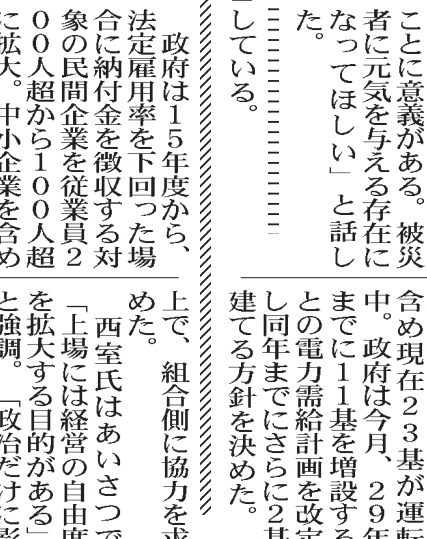 ことに意義がある。被災
者に元気を与える存在に
なってほしい」と話し
た。
している。
政府は15年度から、
法定雇用率を下回った場
合に納付金を徴収する対
象の民間企業を従業員2
00人超から100人超
に拡大。中小企業を含め
含め現在23基が運転
中。政府は今月、29年
までに11基を増設する
との電力需給計画を改定
し同年までにさらに2基
建てる方針を決めた。
上で、組合側に協力を求
めた。
西室氏はあいさつで
「上場には経営の自由度
を拡大する目的がある」
と強調。「政治だけに影